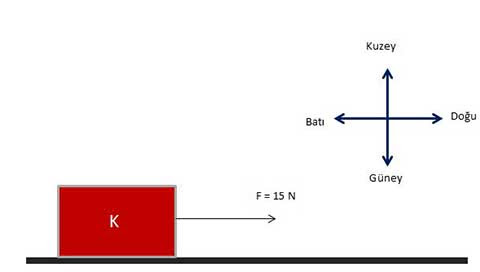 Kuzey
Batı
Doğu
Güney
F = 15 N
K